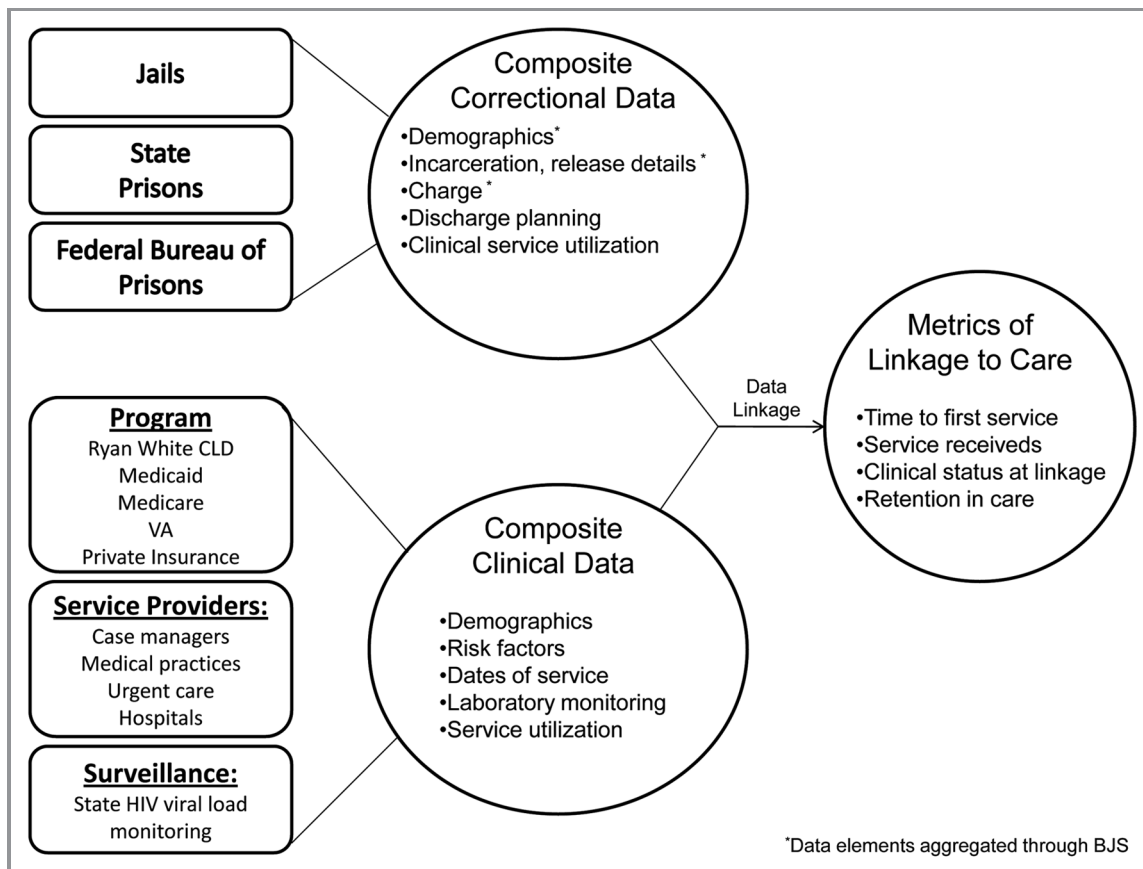 Jails
State
Prisons
Federal Bureau of
Prisons
Composite
Correctional Data
•Demographics*
•Incarceration, release details *
•Charge *
•Discharge planning
•Clinical service utilization
Program
Ryan White CLD
Medicaid
Medicare
VA
Private Insurance
Service Providers:
Case managers
Medical practices
Urgent care
Hospitals
Surveillance:
State HIV viral load
monitoring
Composite
Clinical Data
•Demographics
•Risk factors
•Dates of service
•Laboratory monitoring
•Service utilization
Data
Linkage
Metrics of
Linkage to Care
•Time to first service
•Service receiveds
•Clinical status at linkage
•Retention in care
*Data elements aggregated through BJS